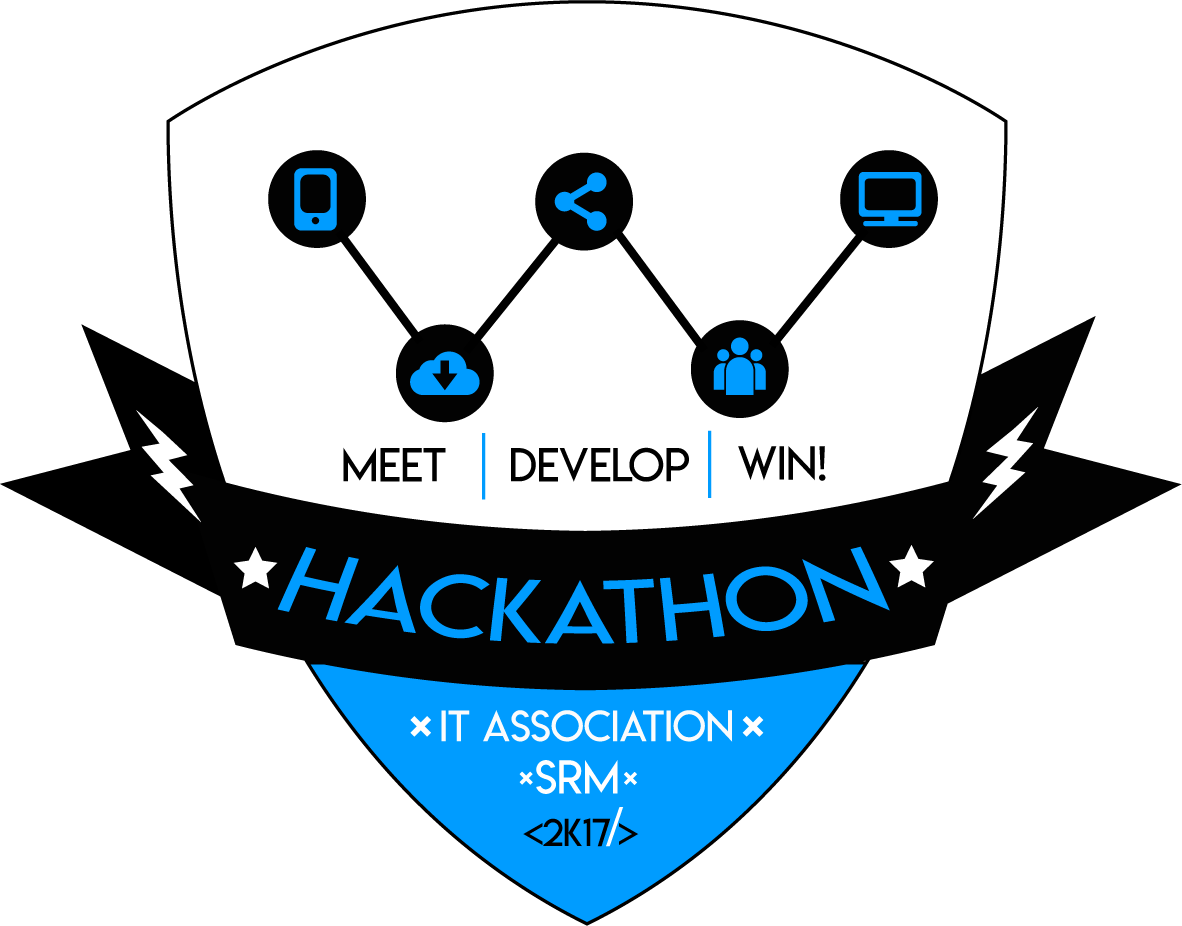 MEET | DEVELOP | WIN!
HACKATHON
×IT ASSOCIATION×
×SRM×
<2K17/>